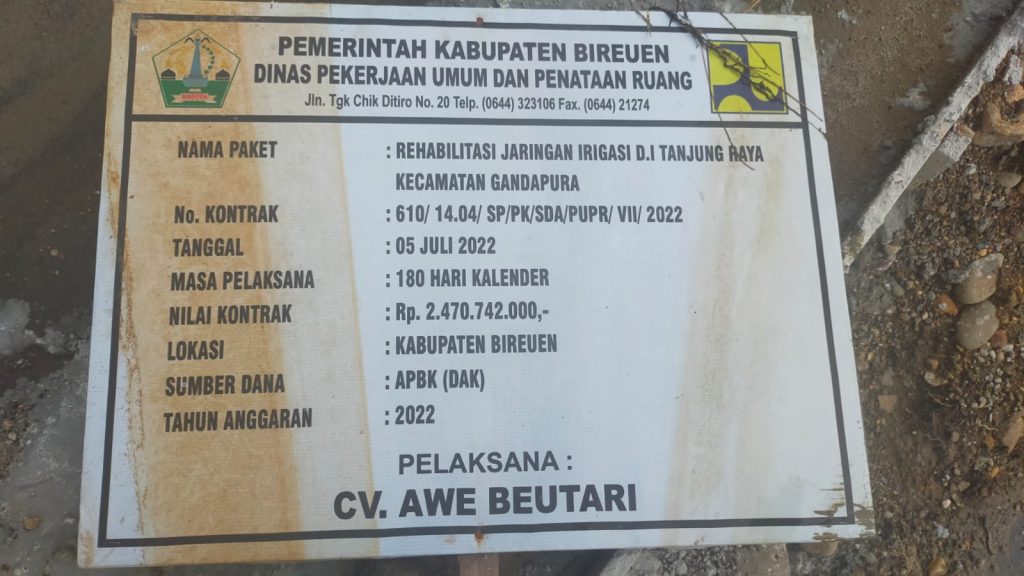 PEMERINTAH KABUPATEN BIREUEN
DINAS PEKERJAAN UMUM DAN PENATAAN RUANG
Jln. Tgk Chik Ditiro No. 20 Telp. (0644) 323106 Fax. (0644) 21274
BIREUEN
NAMA PAKET : REHABILITASI JARINGAN IRIGASI D.I TANJUNG RAYA
KECAMATAN GANDAPURA
No. KONTRAK : 610/ 14.04/ SP/PK/SDA/PUPR/ VII/ 2022
TANGGAL : 05 JULI 2022
MASA PELAKSANA : 180 HARI KALENDER
NILAI KONTRAK : Rp. 2.470.742.000,-
LOKASI : KABUPATEN BIREUEN
SUMBER DANA : APBK (DAK)
TAHUN ANGGARAN : 2022
PELAKSANA :
CV. AWE BEUTARI